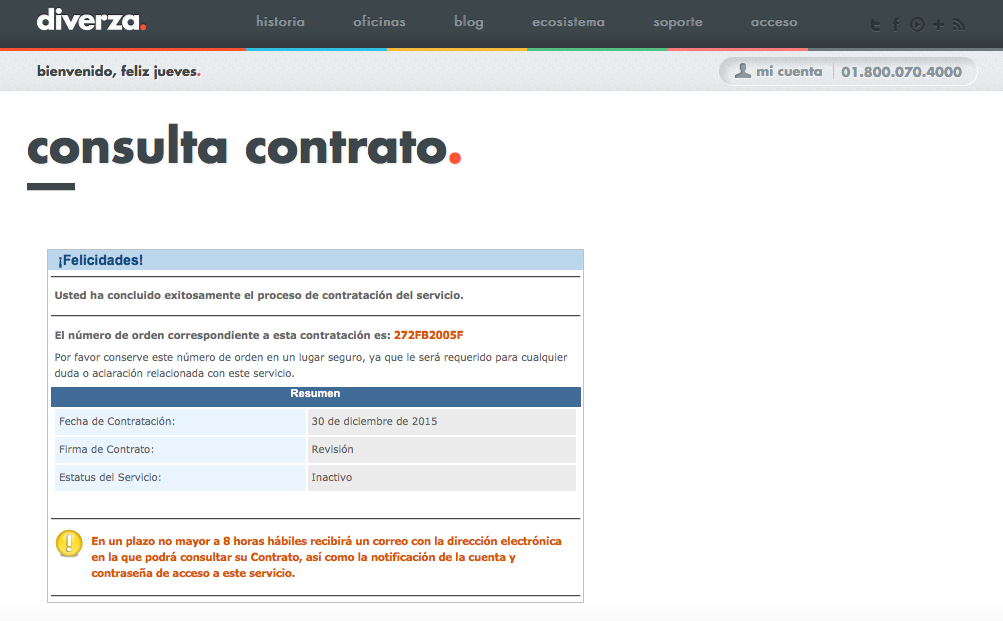 diverza.
historia oficinas blog ecosistema soporte acceso
bienvenido, feliz jueves.
mi cuenta 01.800.070.4000
consulta contrato.
¡Felicidades!
Usted ha concluido exitosamente el proceso de contratación del servicio.
El número de orden correspondiente a esta contratación es: 272FB2005F
Por favor conserve este número de orden en un lugar seguro, ya que le será requerido para cualquier
duda o aclaración relacionada con este servicio.
Resumen
Fecha de Contratación: 30 de diciembre de 2015
Firma de Contrato: Revisión
Estatus del Servicio: Inactivo
En un plazo no mayor a 8 horas hábiles recibirá un correo con la dirección electrónica
en la que podrá consultar su Contrato, así como la notificación de la cuenta y
contraseña de acceso a este servicio.